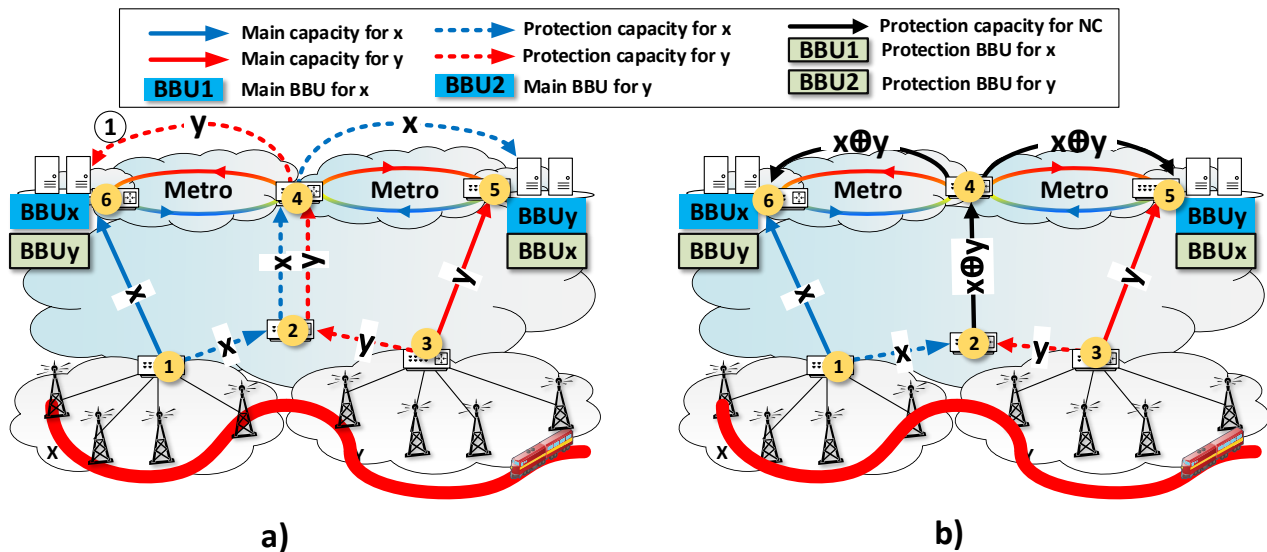 Main capacity for x
Protection capacity for x
Protection capacity for NC
Main capacity for y
Protection capacity for y
BBU1 Protection BBU for x
BBU1 Main BBU for x
BBU2 Main BBU for y
BBU2 Protection BBU for y
1
y
x
x⊕y
x⊕y
6
Metro
4
Metro
5
6
Metro
4
Metro
5
BBUx
BBUy
BBUx
BBUy
BBUy
BBUx
BBUy
BBUx
x
x
y
y
x
x⊕y
y
1
x
2
y
3
1
x
2
y
3
X
X
a)
b)